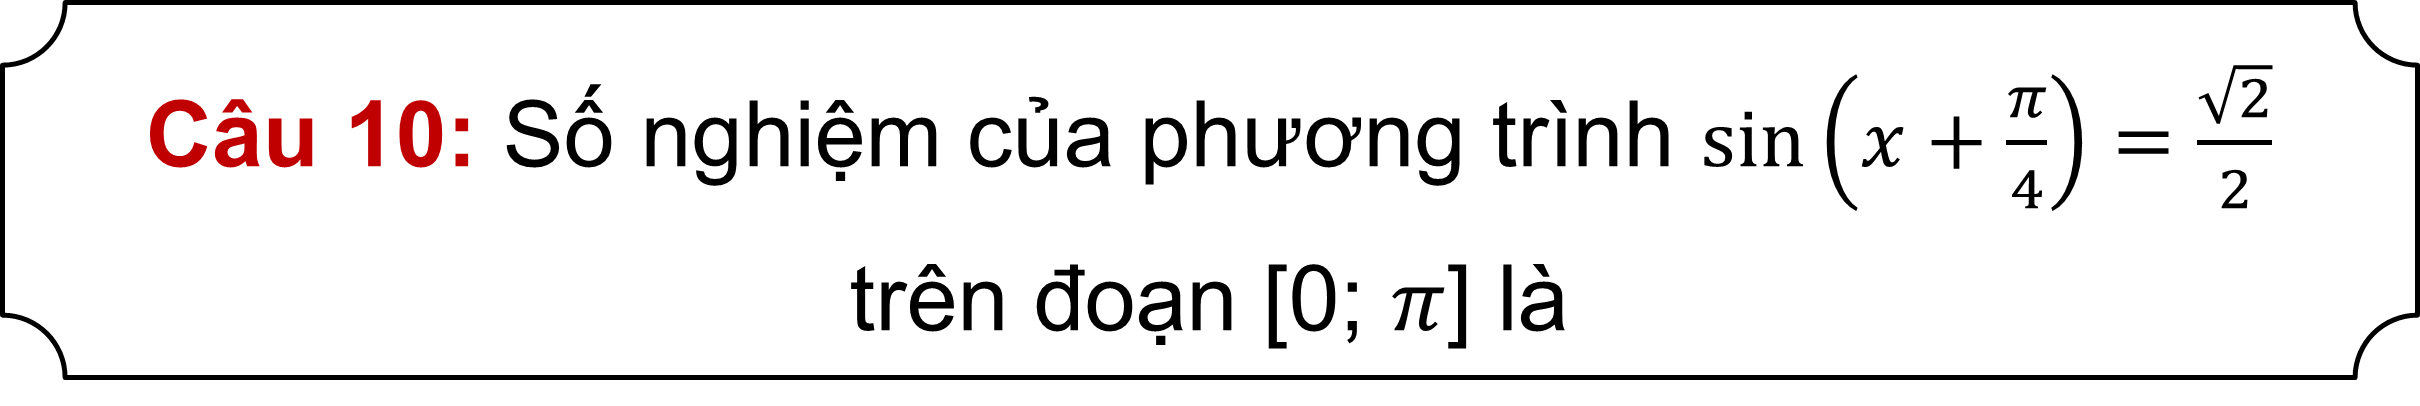 Câu 10: Số nghiệm của phương trình sin (x + π/4) = √2/2
trên đoạn [0; π] là